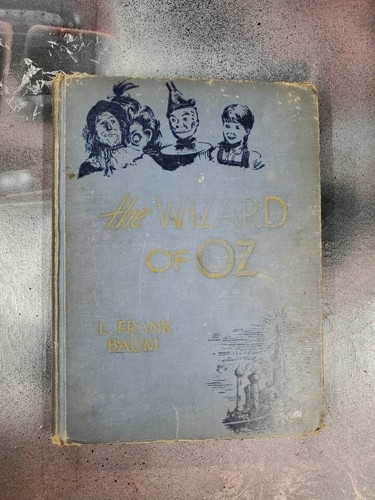 the WIZARD
OF OZ
L. FRANK
BAUM